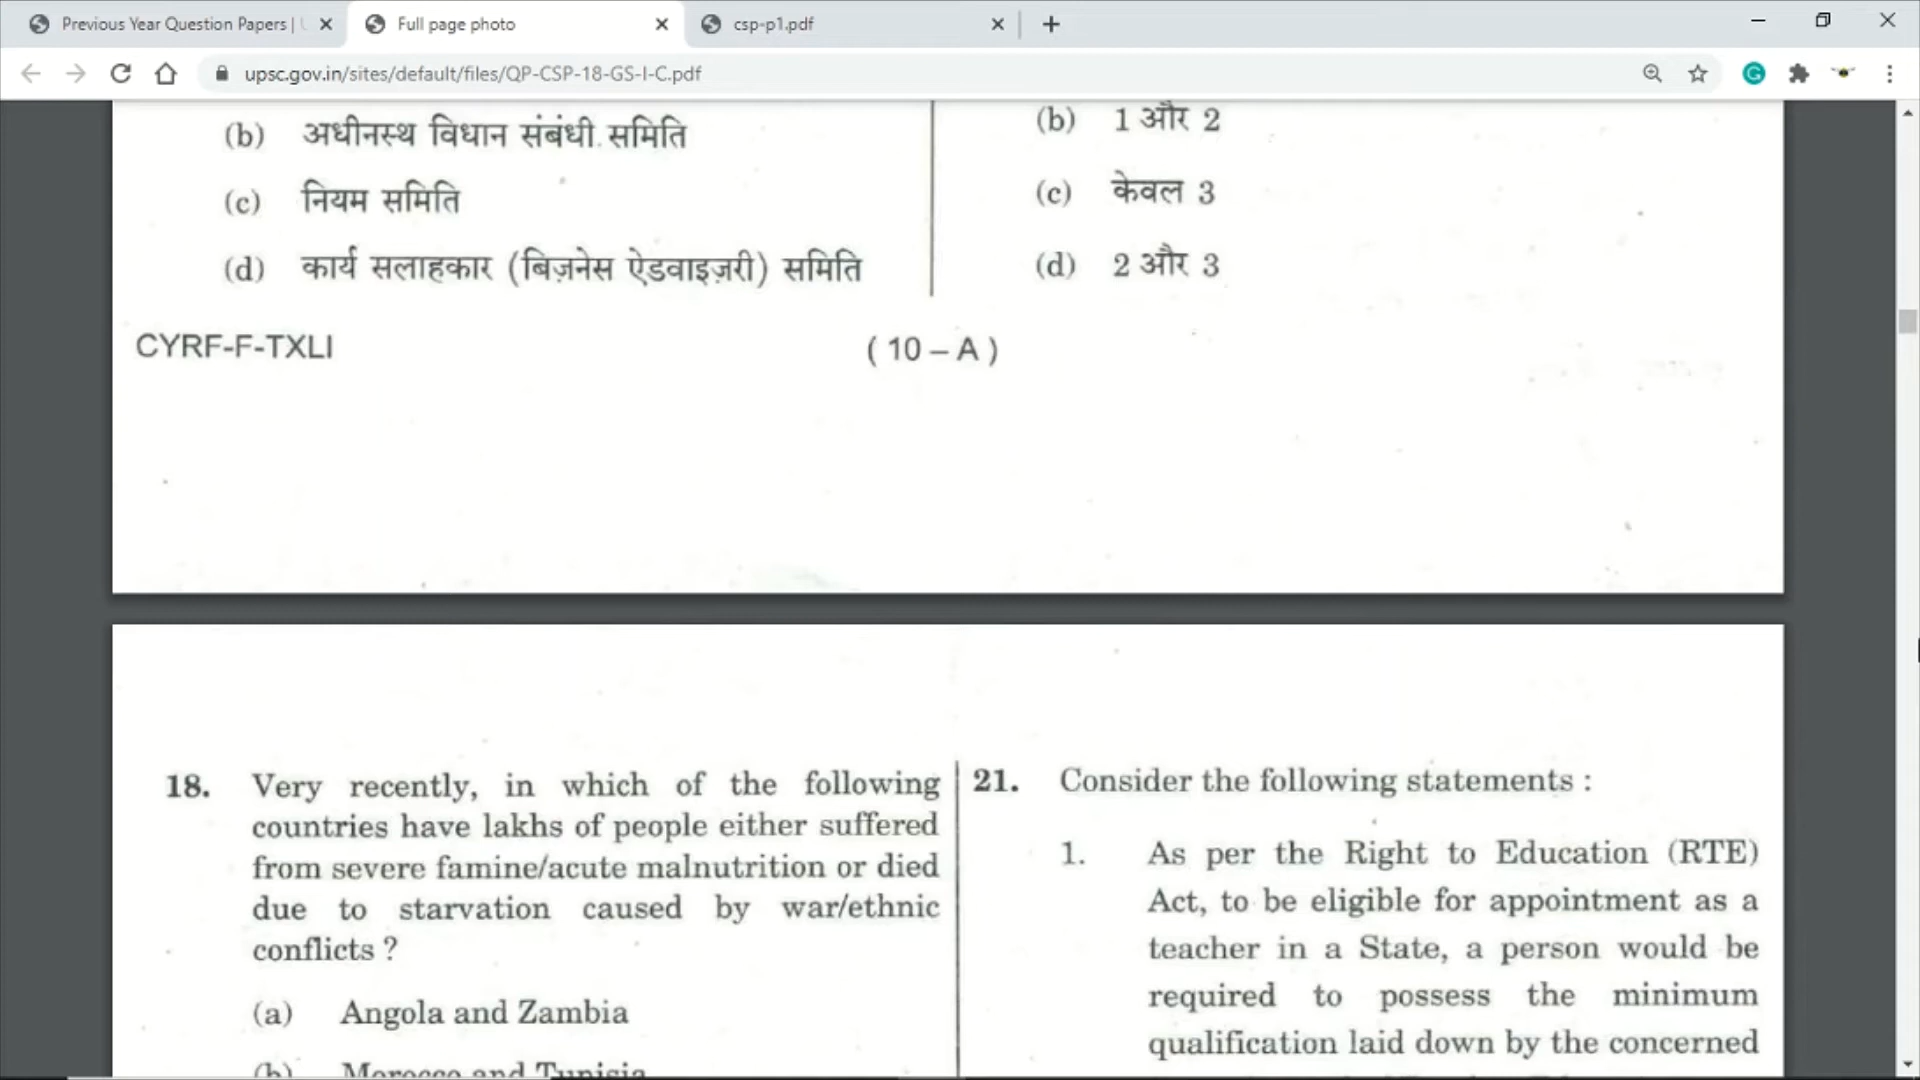 Previous Year Question Papers |
Full page photo
csp-p1.pdf
upsc.gov.in/sites/default/files/QP-CSP-18-GS-I-C.pdf
(b) अधीनस्थ विधान संबंधी समिति
(c) नियम समिति
(d) कार्य सलाहकार (बिज़नेस ऐडवाइज़री) समिति
(b) 1 और 2
(c) केवल 3
(d) 2 और 3
CYRF-F-TXLI
( 10 – A )
18. Very recently, in which of the following
countries have lakhs of people either suffered
from severe famine/acute malnutrition or died
due to starvation caused by war/ethnic
conflicts ?
(a) Angola and Zambia
(b) Morocco and Tunisia
21. Consider the following statements :
1. As per the Right to Education (RTE)
Act, to be eligible for appointment as a
teacher in a State, a person would be
required to possess the minimum
qualification laid down by the concerned